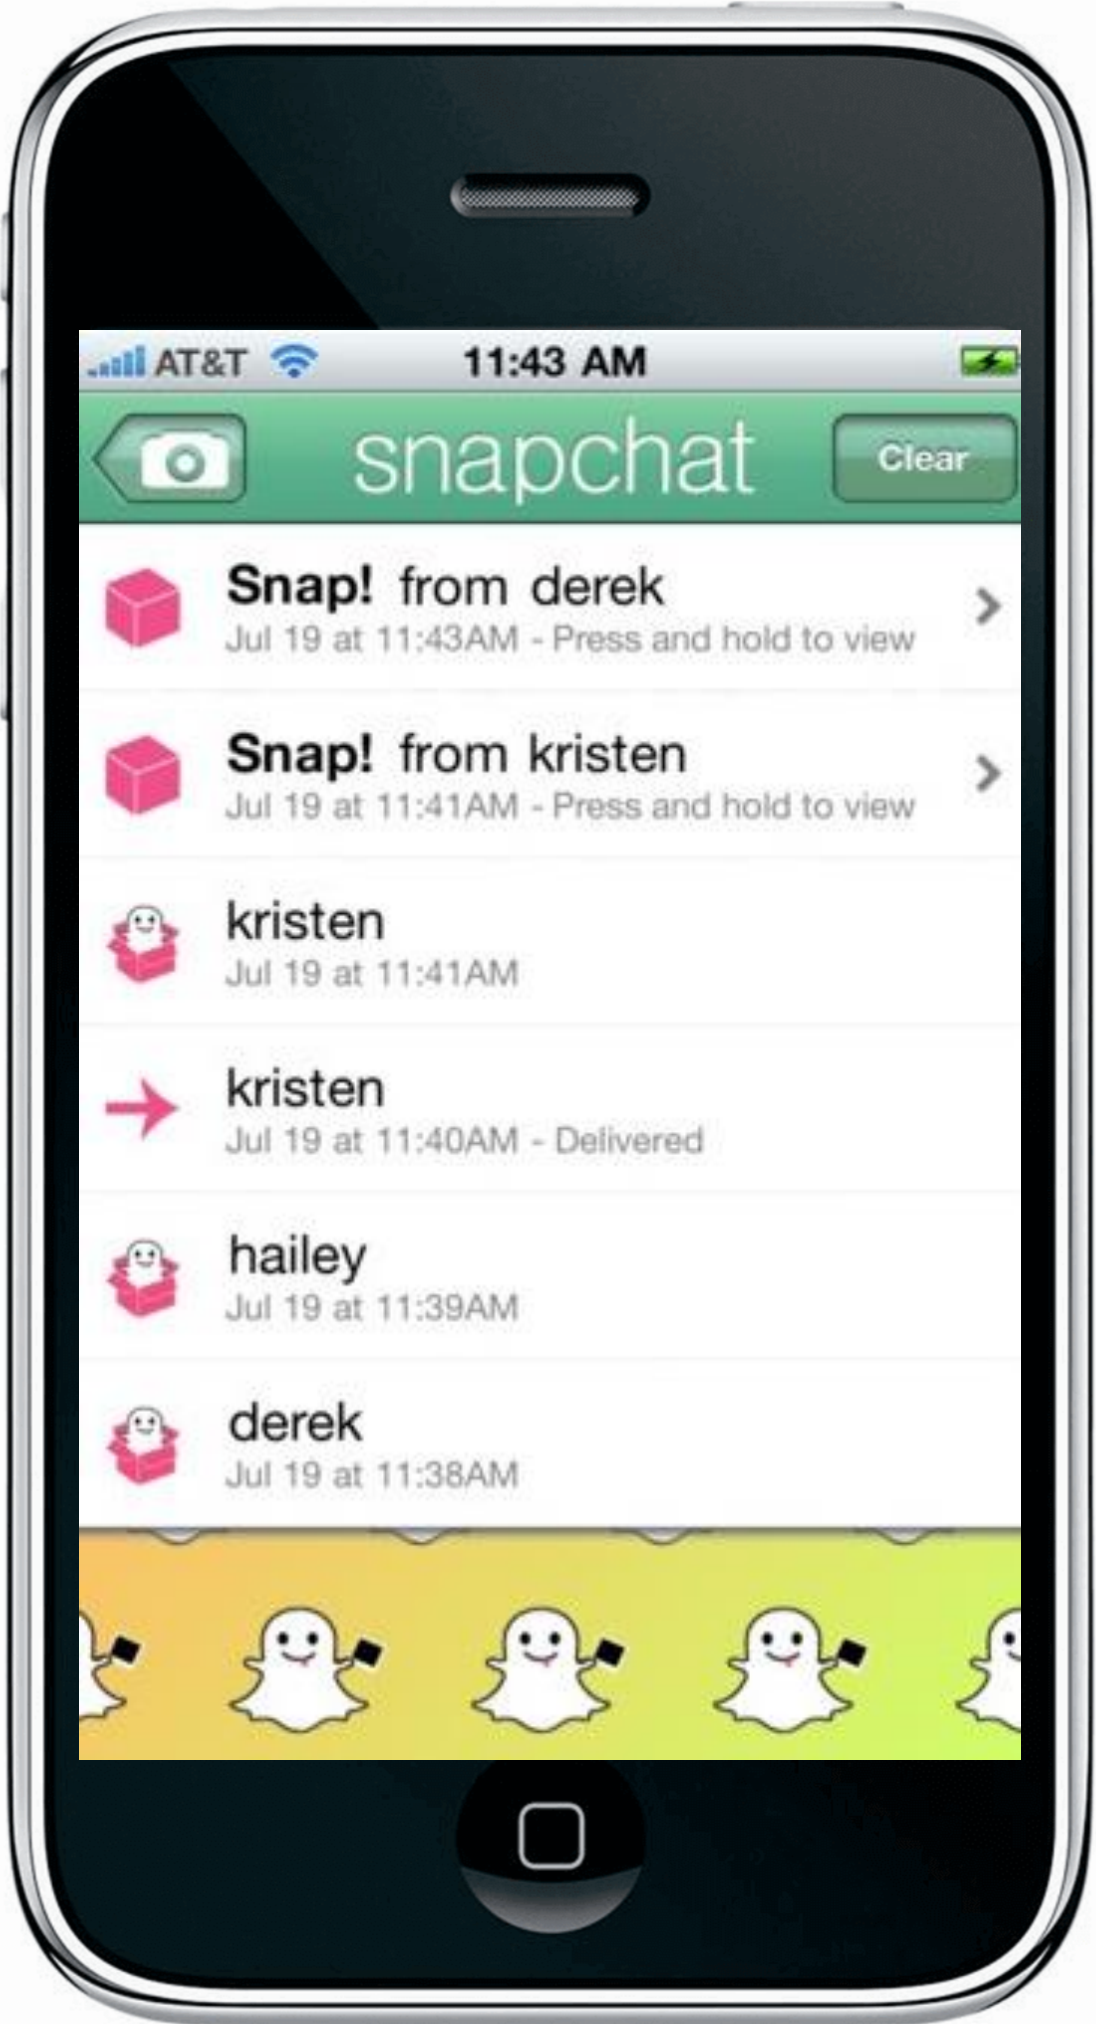 AT&T 11:43 AM
snapchat Clear
Snap! from derek
Jul 19 at 11:43AM - Press and hold to view
Snap! from kristen
Jul 19 at 11:41AM - Press and hold to view
kristen
Jul 19 at 11:41AM
kristen
Jul 19 at 11:40AM - Delivered
hailey
Jul 19 at 11:39AM
derek
Jul 19 at 11:38AM